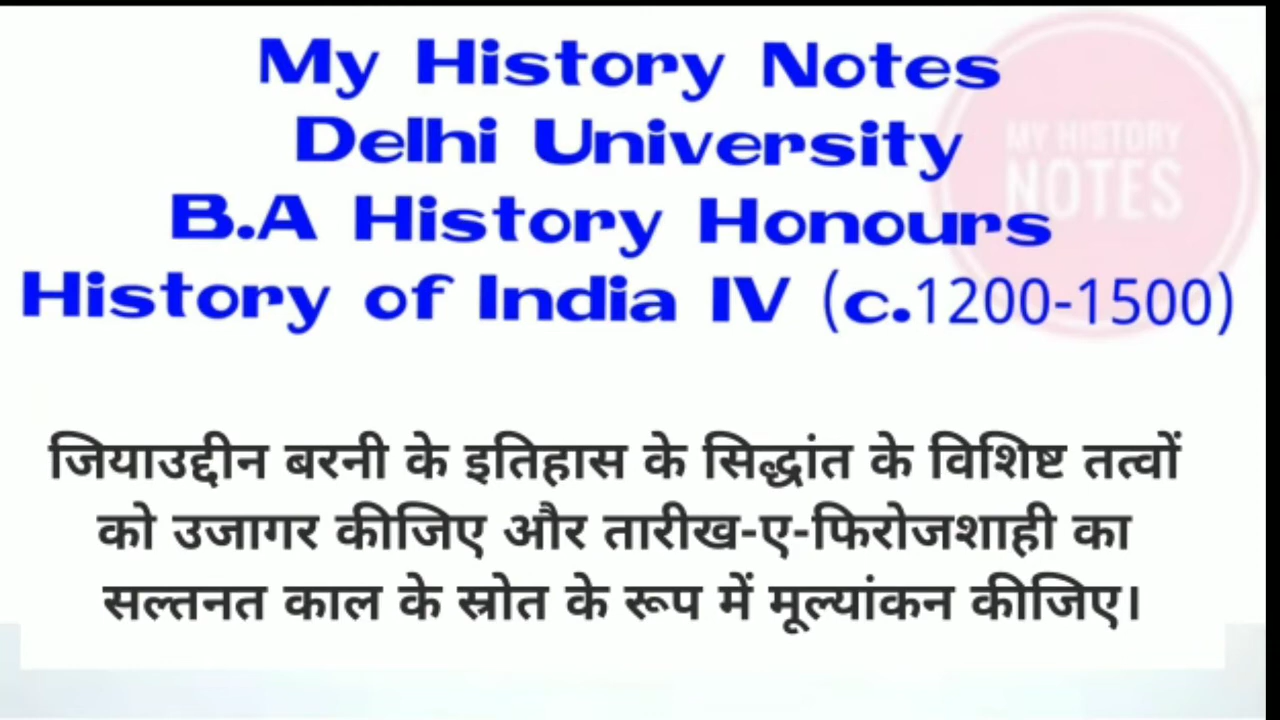 My History Notes
Delhi University
B.A History Honours
History of India IV (c.1200-1500)
MY HISTORY
NOTES
जियाउद्दीन बरनी के इतिहास के सिद्धांत के विशिष्ट तत्वों
को उजागर कीजिए और तारीख-ए-फिरोजशाही का
सल्तनत काल के स्रोत के रूप में मूल्यांकन कीजिए।